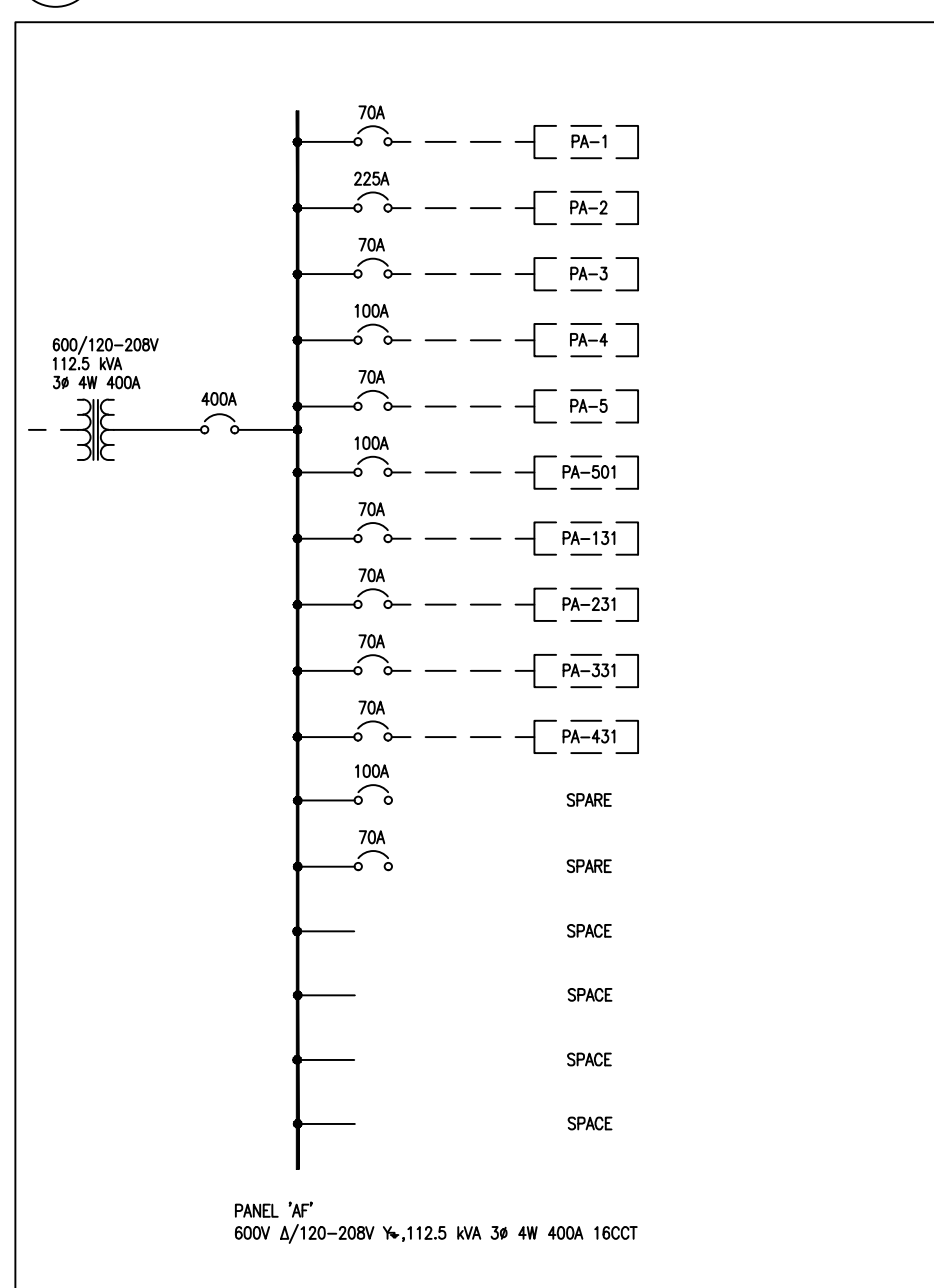 70A
PA-1
225A
PA-2
70A
PA-3
100A
PA-4
600/120-208V
112.5 kVA
3ø 4W 400A
70A
PA-5
400A
100A
PA-501
70A
PA-131
70A
PA-231
70A
PA-331
70A
PA-431
100A
SPARE
70A
SPARE
SPACE
SPACE
SPACE
SPACE
PANEL 'AF'
600V Δ/120-208V Y,112.5 kVA 3ø 4W 400A 16CCT